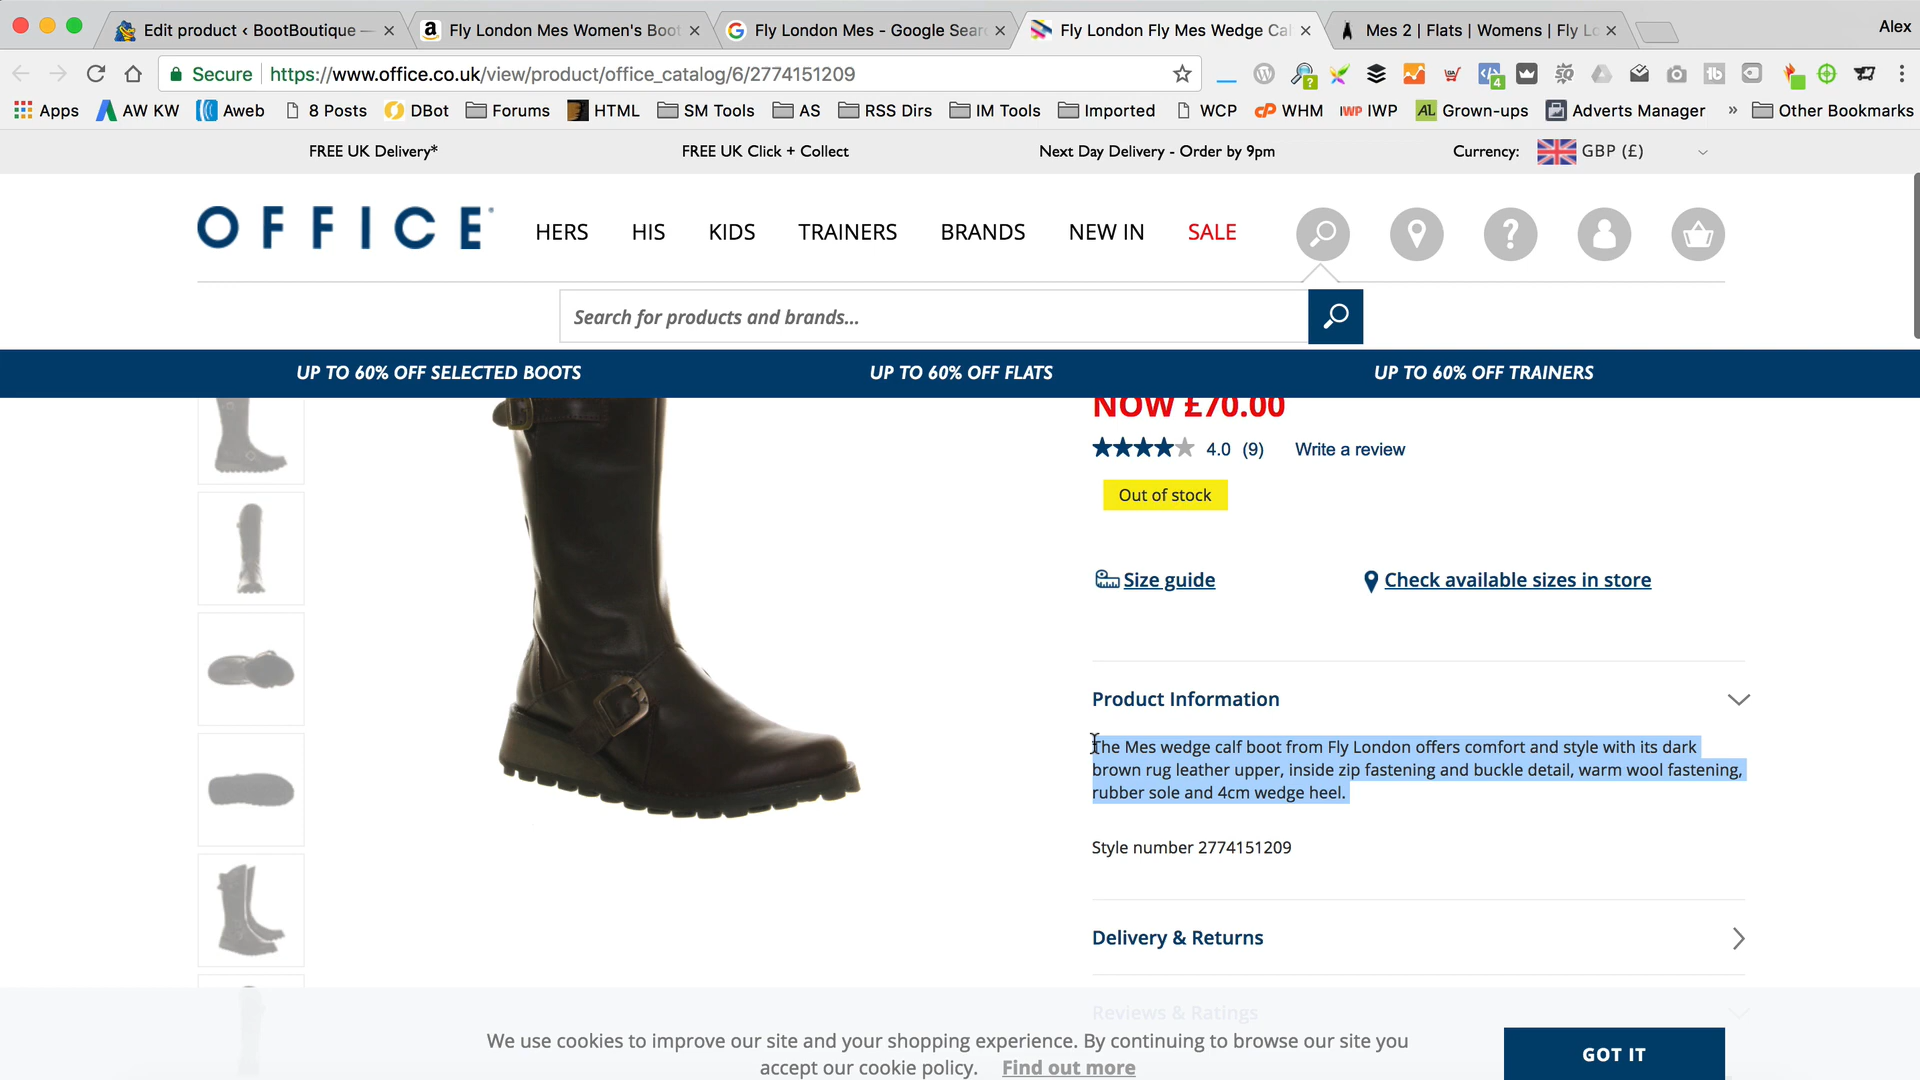 Edit product ‹ BootBoutique —
Fly London Mes Women's Boot
Fly London Mes - Google Sear
Fly London Fly Mes Wedge Cal
Mes 2 | Flats | Womens | Fly Lo
Alex
Secure
https://www.office.co.uk/view/product/office_catalog/6/2774151209
Apps
AW KW
Aweb
8 Posts
DBot
Forums
HTML
SM Tools
AS
RSS Dirs
IM Tools
Imported
WCP
WHM
IWP
Grown-ups
Adverts Manager
»
Other Bookmarks
FREE UK Delivery*
FREE UK Click + Collect
Next Day Delivery - Order by 9pm
Currency:
GBP (£)
OFFICE
HERS
HIS
KIDS
TRAINERS
BRANDS
NEW IN
SALE
Search for products and brands...
UP TO 60% OFF SELECTED BOOTS
UP TO 60% OFF FLATS
UP TO 60% OFF TRAINERS
NOW £70.00
4.0 (9)
Write a review
Out of stock
Size guide
Check available sizes in store
Product Information
The Mes wedge calf boot from Fly London offers comfort and style with its dark
brown rug leather upper, inside zip fastening and buckle detail, warm wool fastening,
rubber sole and 4cm wedge heel.
Style number 2774151209
Delivery & Returns
Reviews & Ratings
We use cookies to improve our site and your shopping experience. By continuing to browse our site you
accept our cookie policy. Find out more
GOT IT